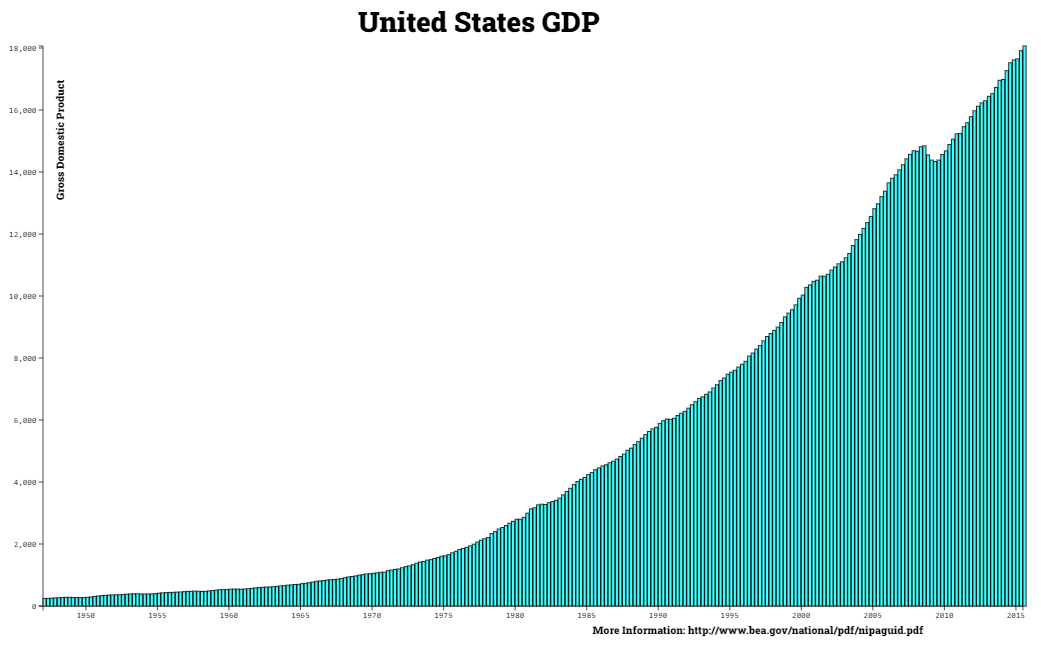 United States GDP
Gross Domestic Product
18,000
16,000
14,000
12,000
10,000
8,000
6,000
4,000
2,000
0
1950 1955 1960 1965 1970 1975 1980 1985 1990 1995 2000 2005 2010 2015
More Information: http://www.bea.gov/national/pdf/nipaguid.pdf